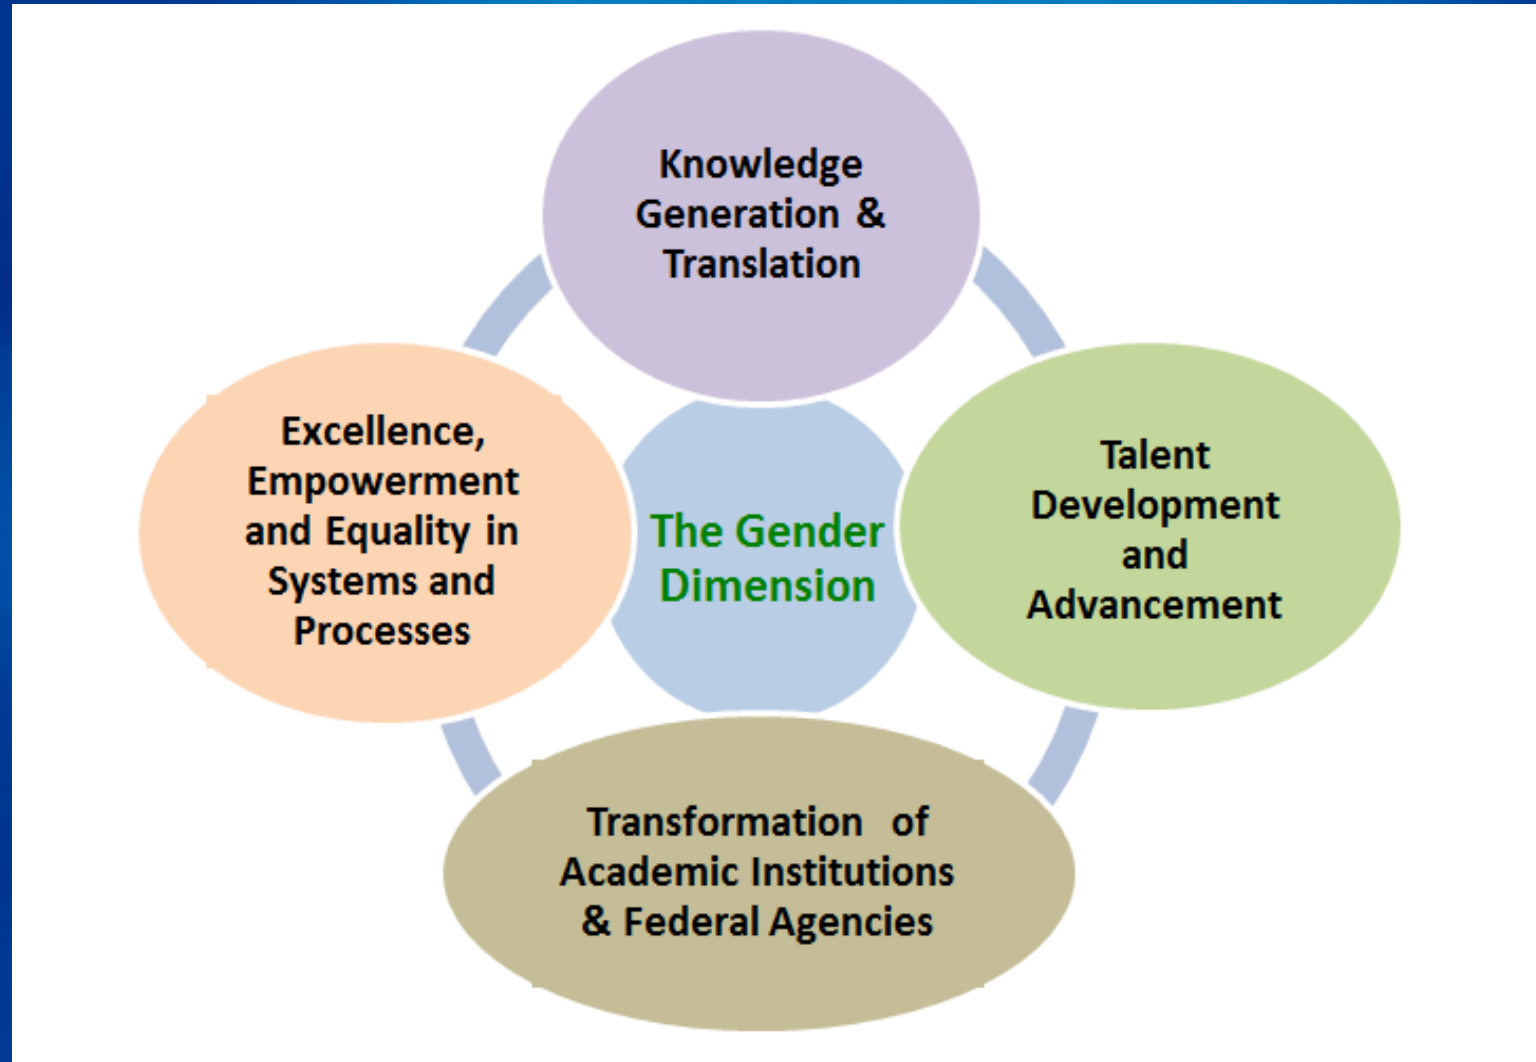 Knowledge
Generation &
Translation
Excellence,
Empowerment
and Equality in
Systems and
Processes
The Gender
Dimension
Talent
Development
and
Advancement
Transformation of
Academic Institutions
& Federal Agencies